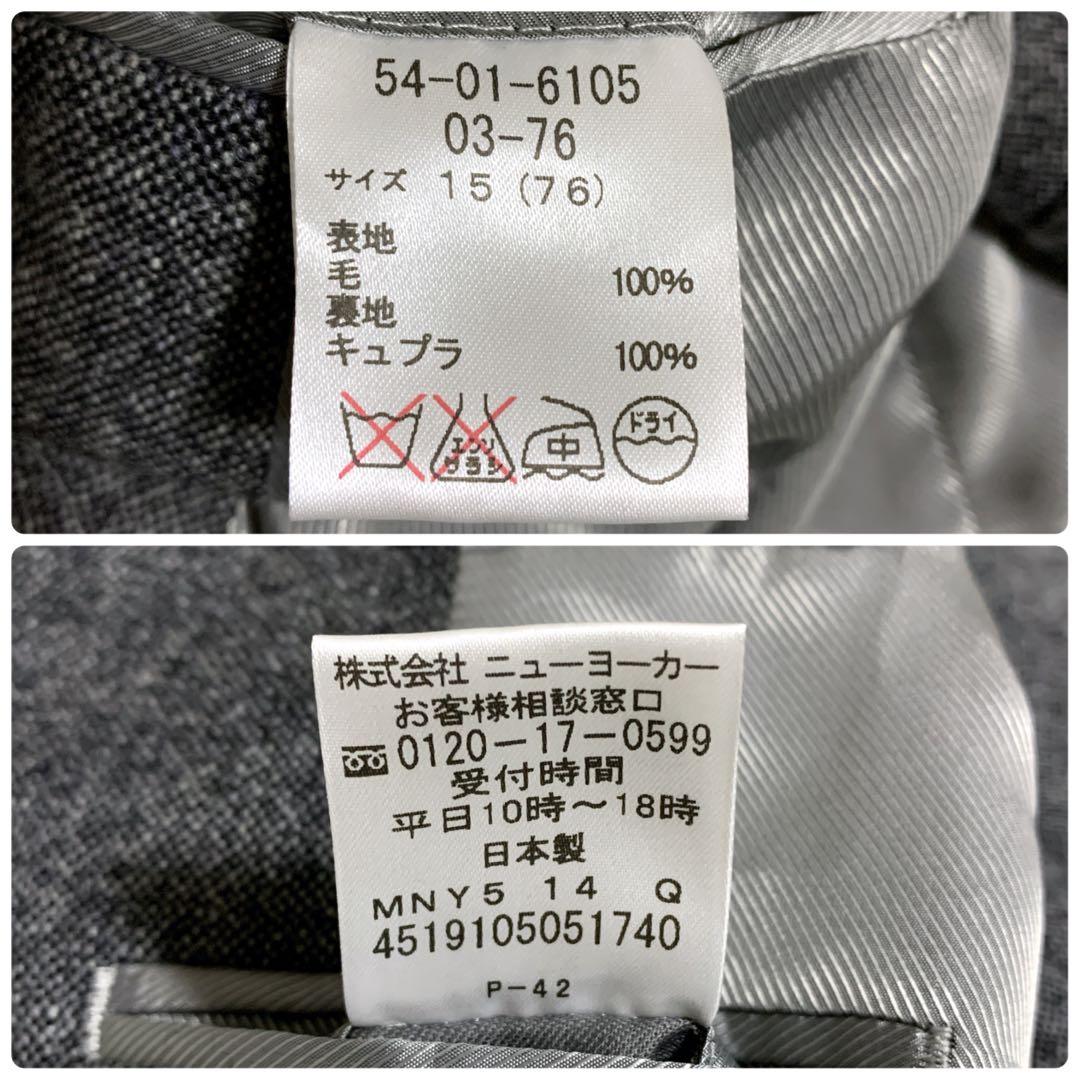 54-01-6105
03-76
サイズ 15(76)
表地
毛 100%
裏地
キュプラ 100%
エンソ
サラシ
中
ドライ
株式会社 ニューヨーカー
お客様相談窓口
0120-17-0599
受付時間
平日10時～18時
日本製
MNY5 14 Q
4519105051740
P-42